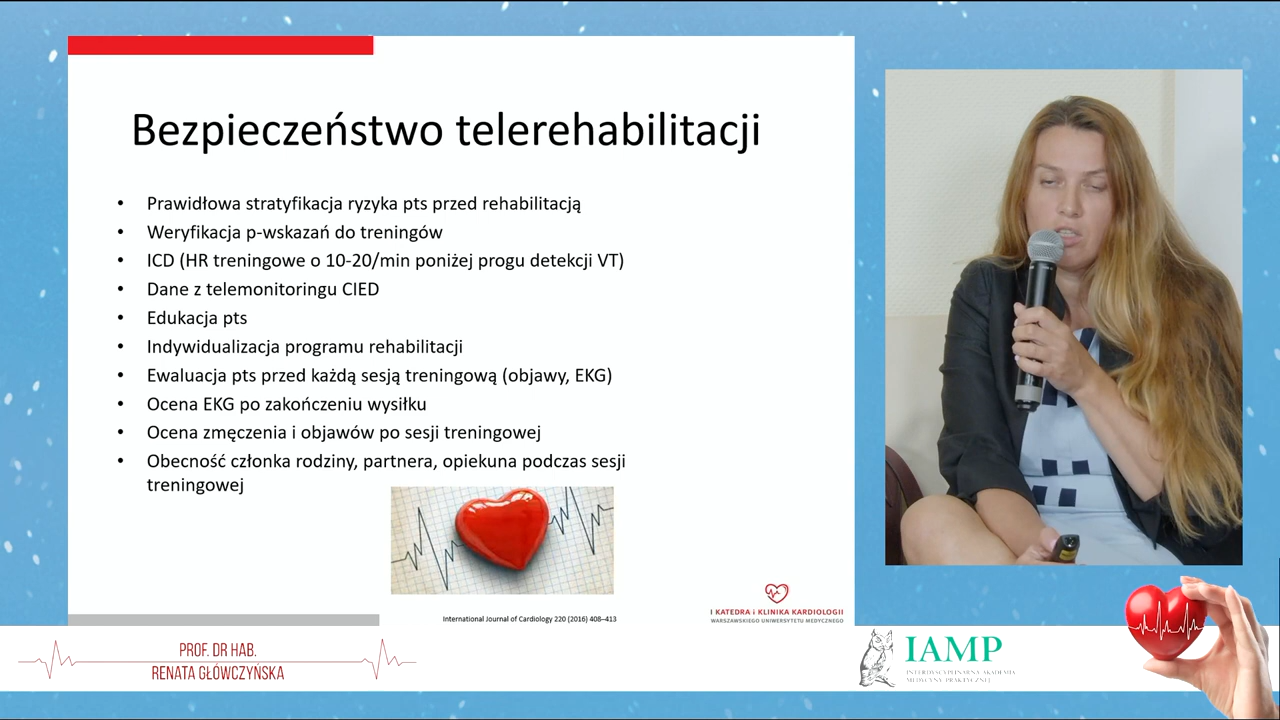 Bezpieczeństwo telerehabilitacji
• Prawidłowa stratyfikacja ryzyka pts przed rehabilitacją
• Weryfikacja p-wskazań do treningów
• ICD (HR treningowe o 10-20/min poniżej progu detekcji VT)
• Dane z telemonitoringu CIED
• Edukacja pts
• Indywidualizacja programu rehabilitacji
• Ewaluacja pts przed każdą sesją treningową (objawy, EKG)
• Ocena EKG po zakończeniu wysiłku
• Ocena zmęczenia i objawów po sesji treningowej
• Obecność członka rodziny, partnera, opiekuna podczas sesji
treningowej
I KATEDRA i KLINIKA KARDIOLOGII
WARSZAWSKIEGO UNIWERSYTETU MEDYCZNEGO
International Journal of Cardiology 220 (2016) 408–413
PROF. DR HAB.
RENATA GŁÓWCZYŃSKA
IAMP
INTERDYSCYPLINARNA AKADEMIA
MEDYCYNY PRAKTYCZNEJ